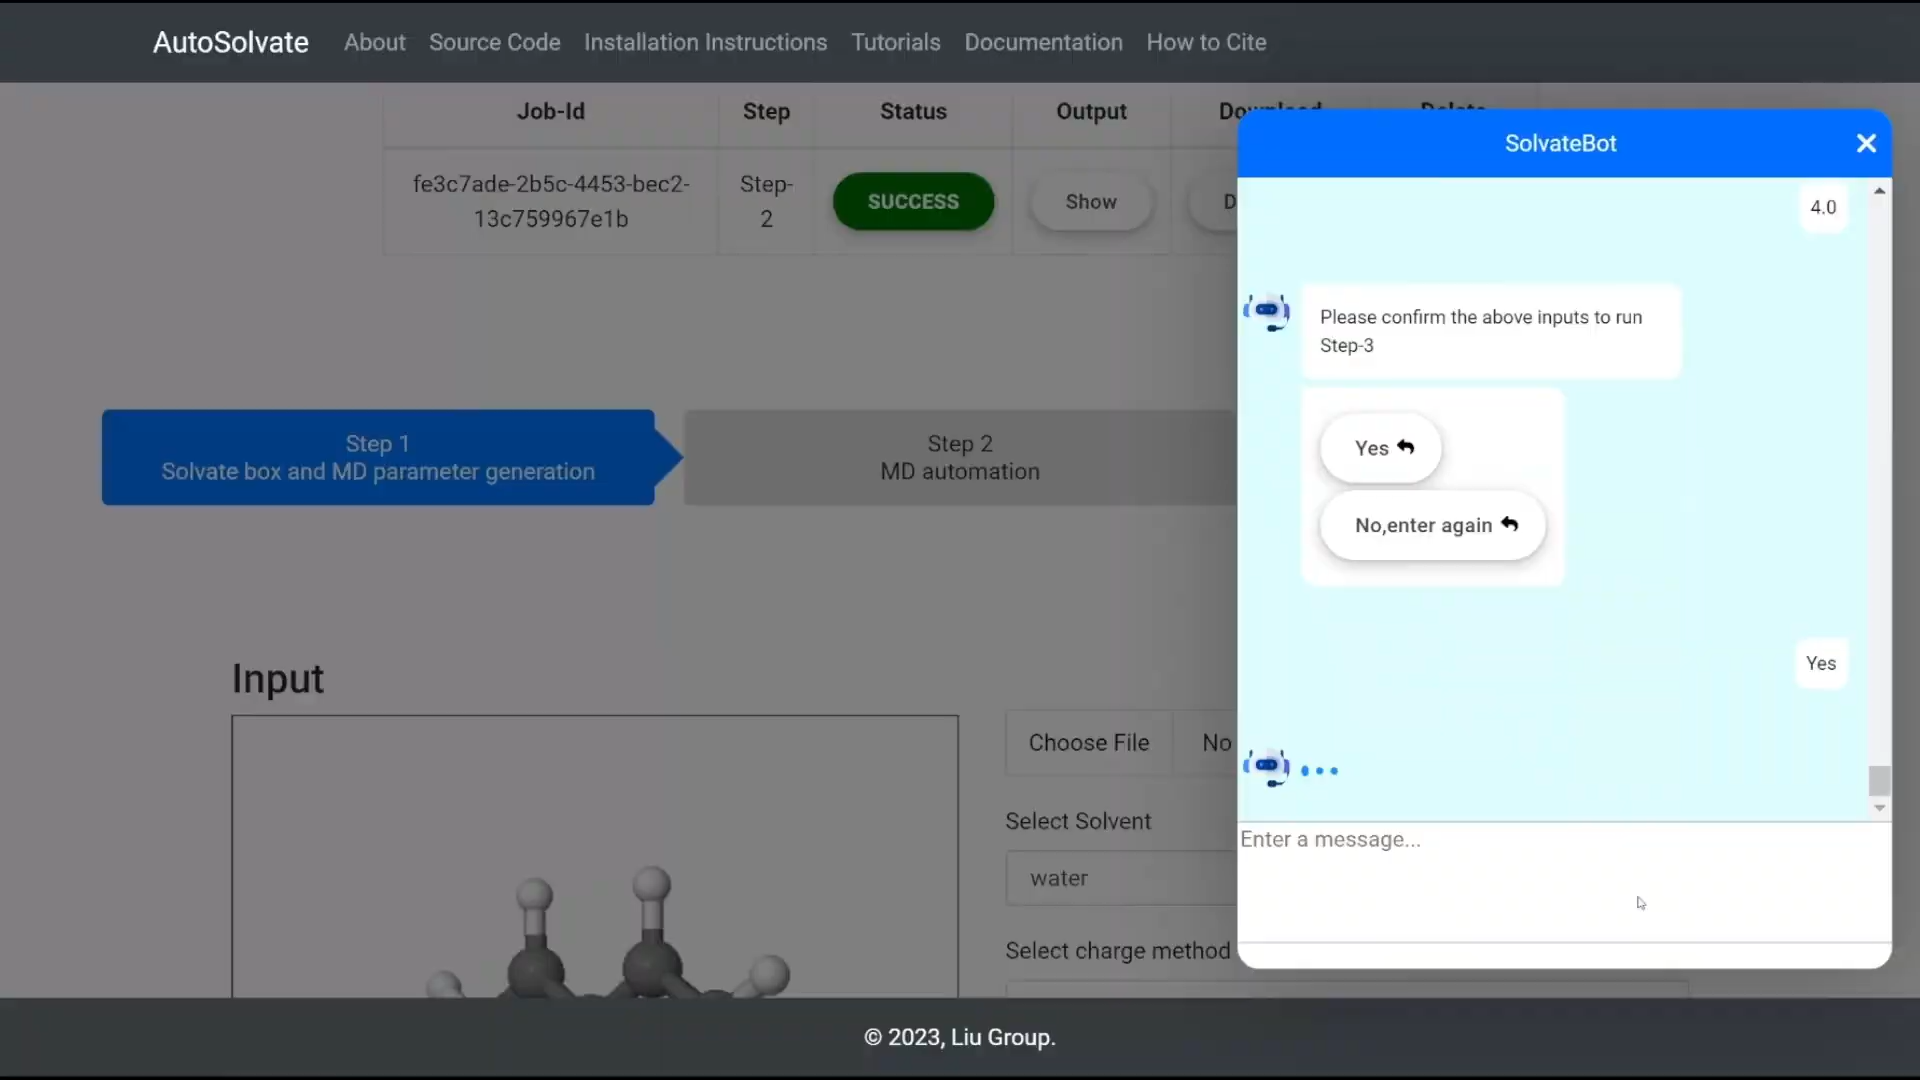 AutoSolvate About Source Code Installation Instructions Tutorials Documentation How to Cite
Job-Id Step Status Output Download Delete
fe3c7ade-2b5c-4453-bec2-
13c759967e1b
Step-
2
SUCCESS
Show
D
Step 1
Solvate box and MD parameter generation
Step 2
MD automation
Input
Choose File No
Select Solvent
water
Select charge method
SolvateBot
4.0
Please confirm the above inputs to run
Step-3
Yes
No,enter again
Yes
Enter a message...
© 2023, Liu Group.